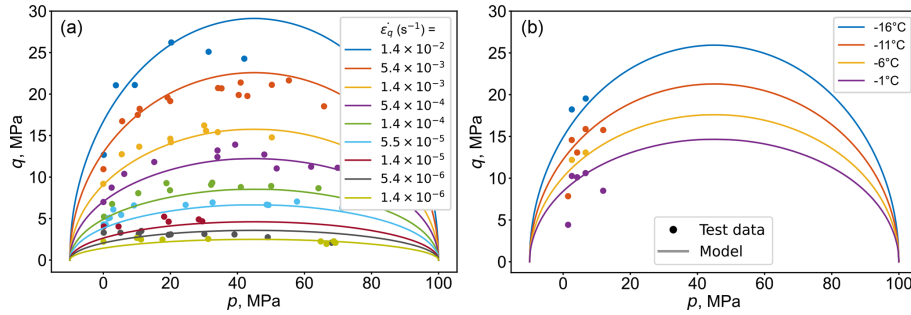 (a)
ε̇_q (s⁻¹) =
1.4 × 10⁻²
5.4 × 10⁻³
1.4 × 10⁻³
5.4 × 10⁻⁴
1.4 × 10⁻⁴
5.5 × 10⁻⁵
1.4 × 10⁻⁵
5.4 × 10⁻⁶
1.4 × 10⁻⁶
30
25
20
15
10
5
0
q, MPa
0 20 40 60 80 100
p, MPa
(b)
-16°C
-11°C
-6°C
-1°C
Test data
Model
30
25
20
15
10
5
0
q, MPa
0 20 40 60 80 100
p, MPa